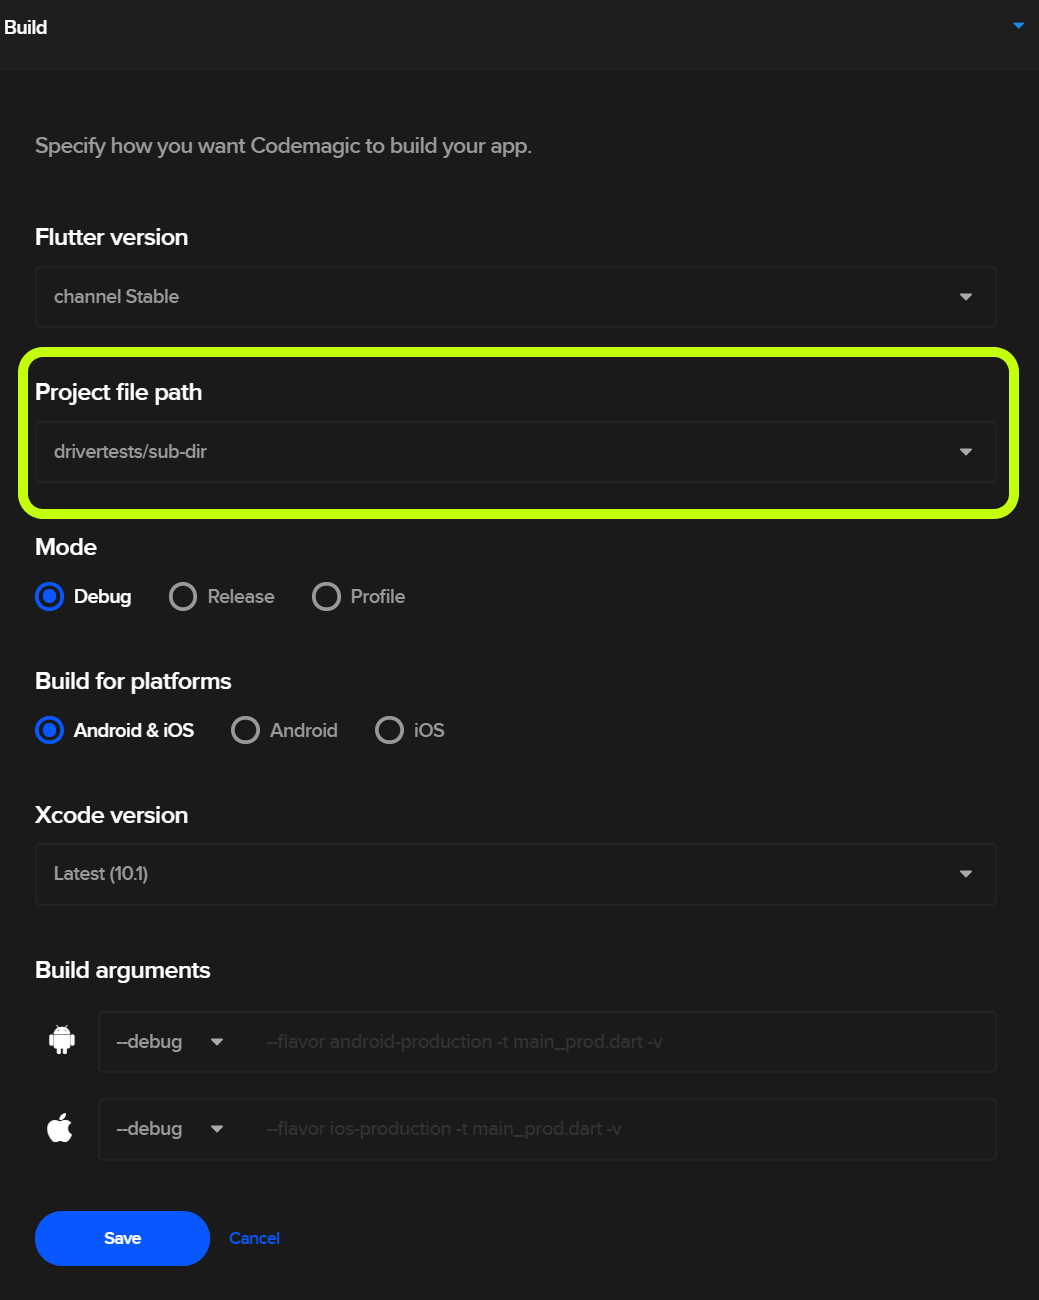 Build
Specify how you want Codemagic to build your app.
Flutter version
channel Stable
Project file path
drivertests/sub-dir
Mode
Debug Release Profile
Build for platforms
Android & iOS Android iOS
Xcode version
Latest (10.1)
Build arguments
--debug --flavor android-production -t main_prod.dart -v
--debug --flavor ios-production -t main_prod.dart -v
Save Cancel